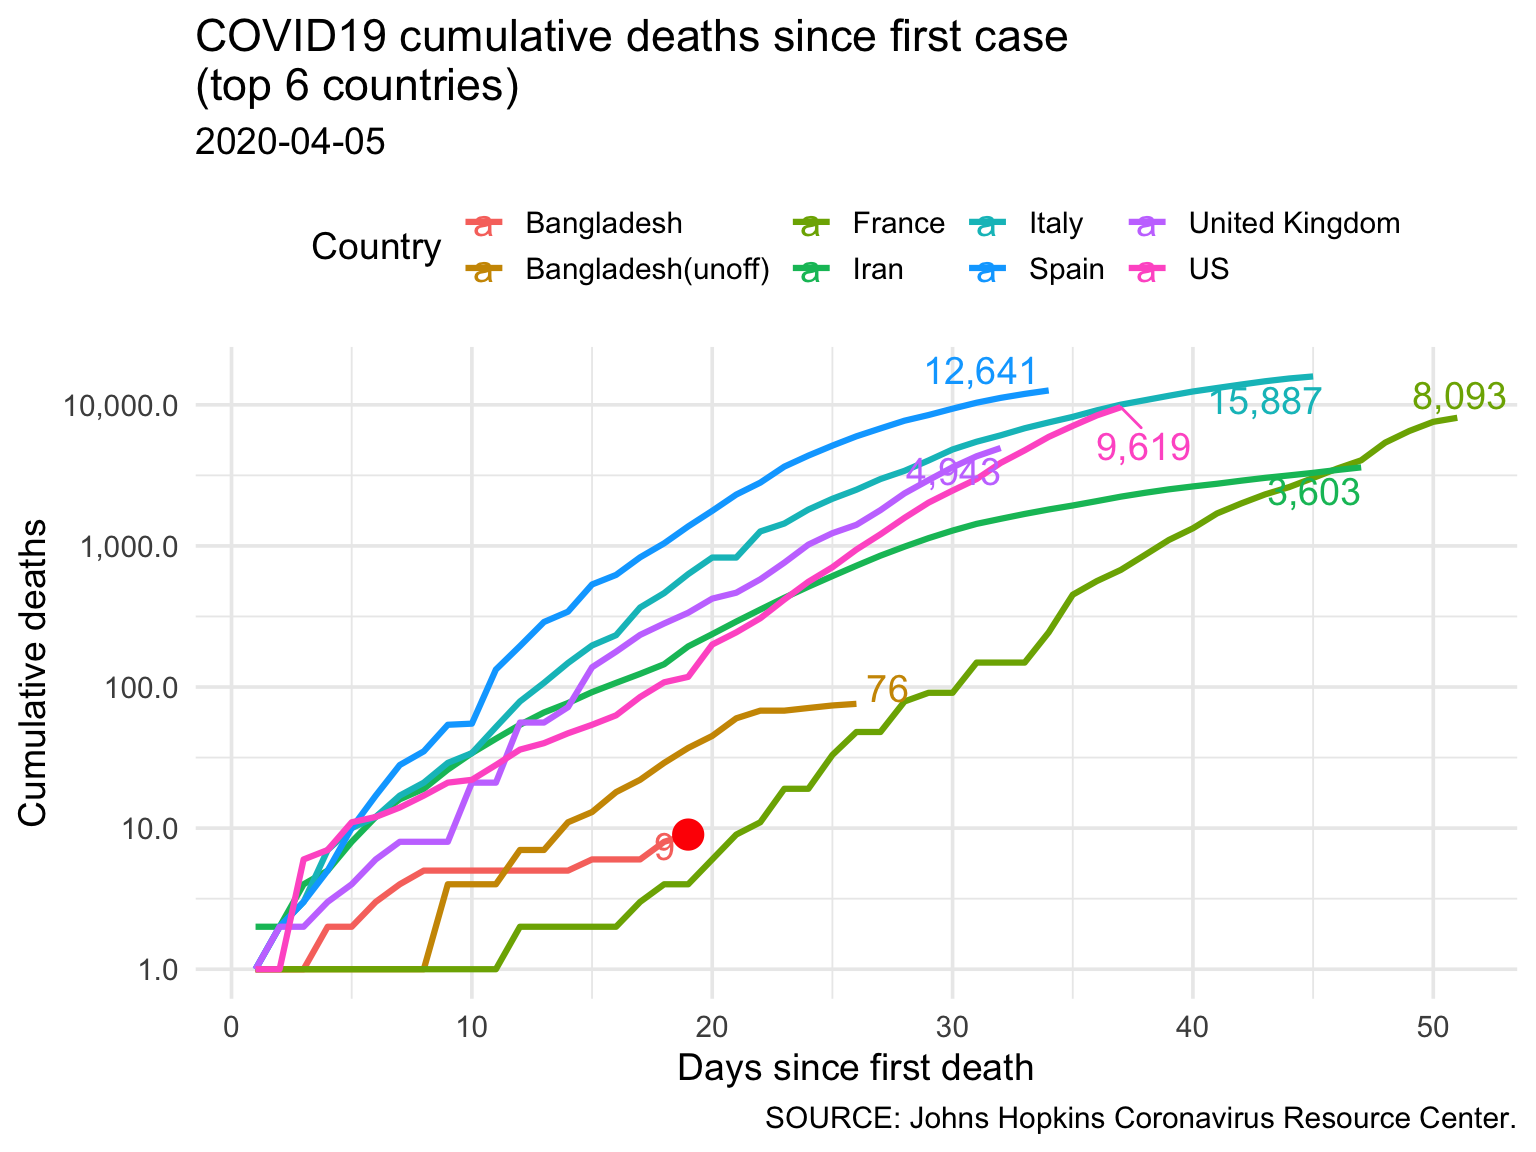 COVID19 cumulative deaths since first case
(top 6 countries)
2020-04-05
Country
a Bangladesh a France a Italy a United Kingdom
a Bangladesh(unoff) a Iran a Spain a US
12,641
15,887
8,093
9,619
4,943
3,603
76
9
Cumulative deaths
10,000.0
1,000.0
100.0
10.0
1.0
0 10 20 30 40 50
Days since first death
SOURCE: Johns Hopkins Coronavirus Resource Center.